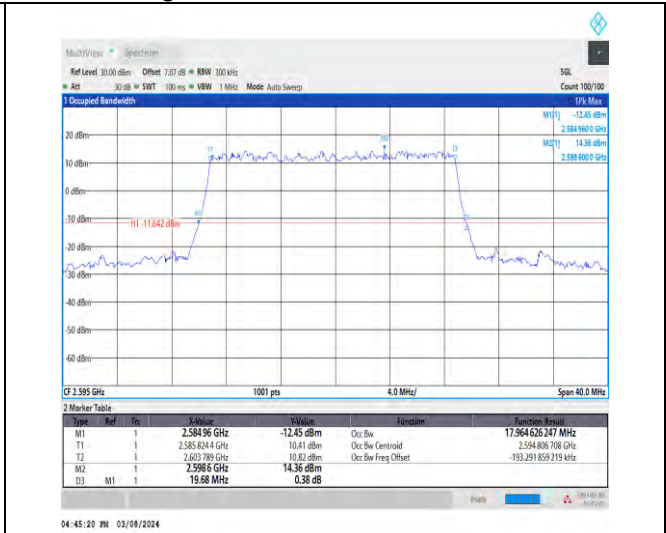 MultiView Spectrum
Ref Level 30.00 dBm Offset 7.07 dB RBW 300 kHz SGL
Att 30 dB SWT 100 ms VBW 1 MHz Mode Auto Sweep Count 100/100
1 Occupied Bandwidth 1Pk Max
M1[1] -12.45 dBm
2.584 9600 GHz
M2[1] 14.36 dBm
2.598 6000 GHz
20 dBm
T1
M2
T2
10 dBm
0 dBm
M1
-10 dBm
H1 -11.642 dBm
-20 dBm
-30 dBm
-40 dBm
-50 dBm
-60 dBm
CF 2.595 GHz 1001 pts 4.0 MHz/ Span 40.0 MHz
2 Marker Table
Type Ref Trc X-Value Y-Value Function Function Result
M1 1 2.584 96 GHz -12.45 dBm Occ Bw 17.964 626 247 MHz
T1 1 2.585 824 4 GHz 10.41 dBm Occ Bw Centroid 2.594 806 708 GHz
T2 1 2.603 789 GHz 10.82 dBm Occ Bw Freq Offset -193.291 859 219 kHz
M2 1 2.598 6 GHz 14.36 dBm
D3 M1 1 19.68 MHz 0.38 dB
04:45:20 PM 03/08/2024